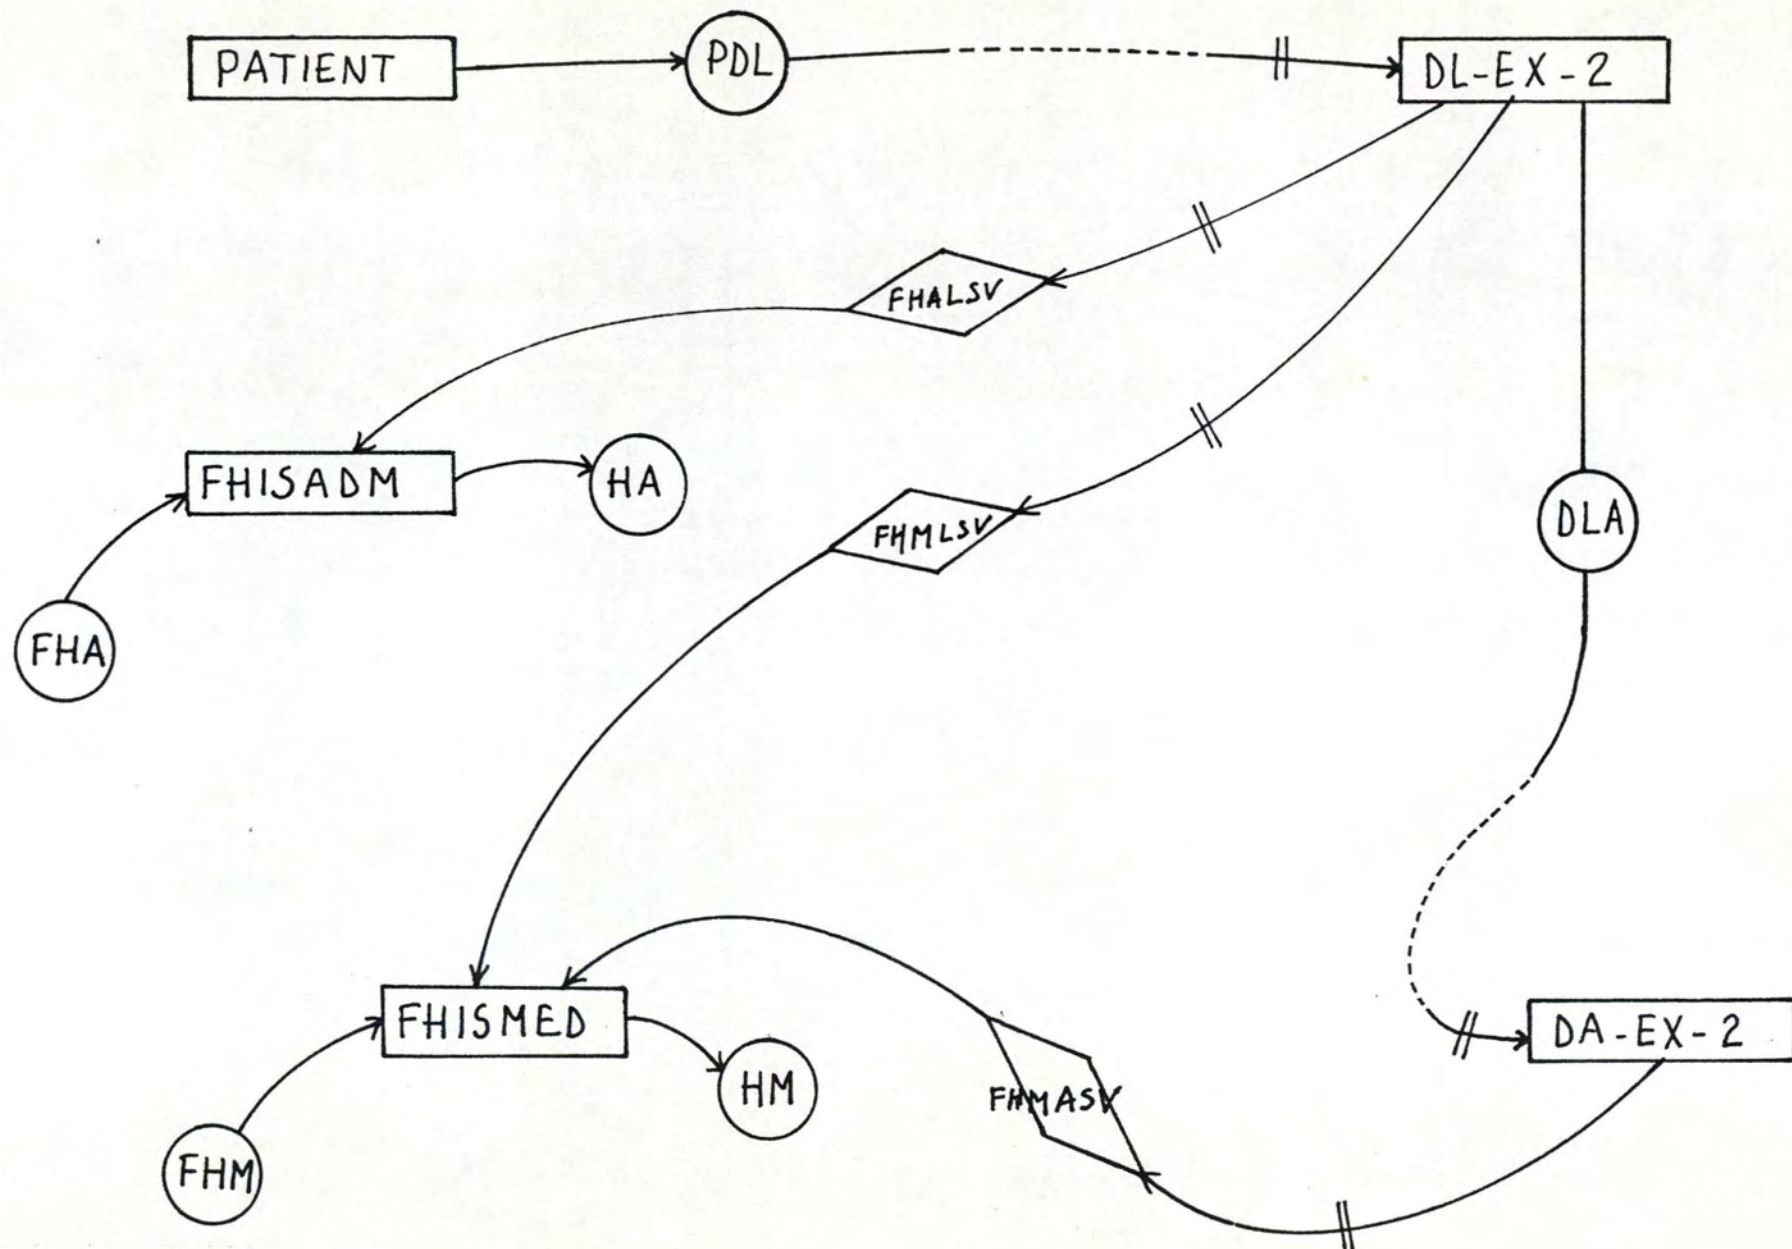 PATIENT
PDL
DL-EX-2
FHALSV
FHISADM
HA
FHMLSV
DLA
FHA
FHISMED
HM
FHMASV
DA-EX-2
FHM